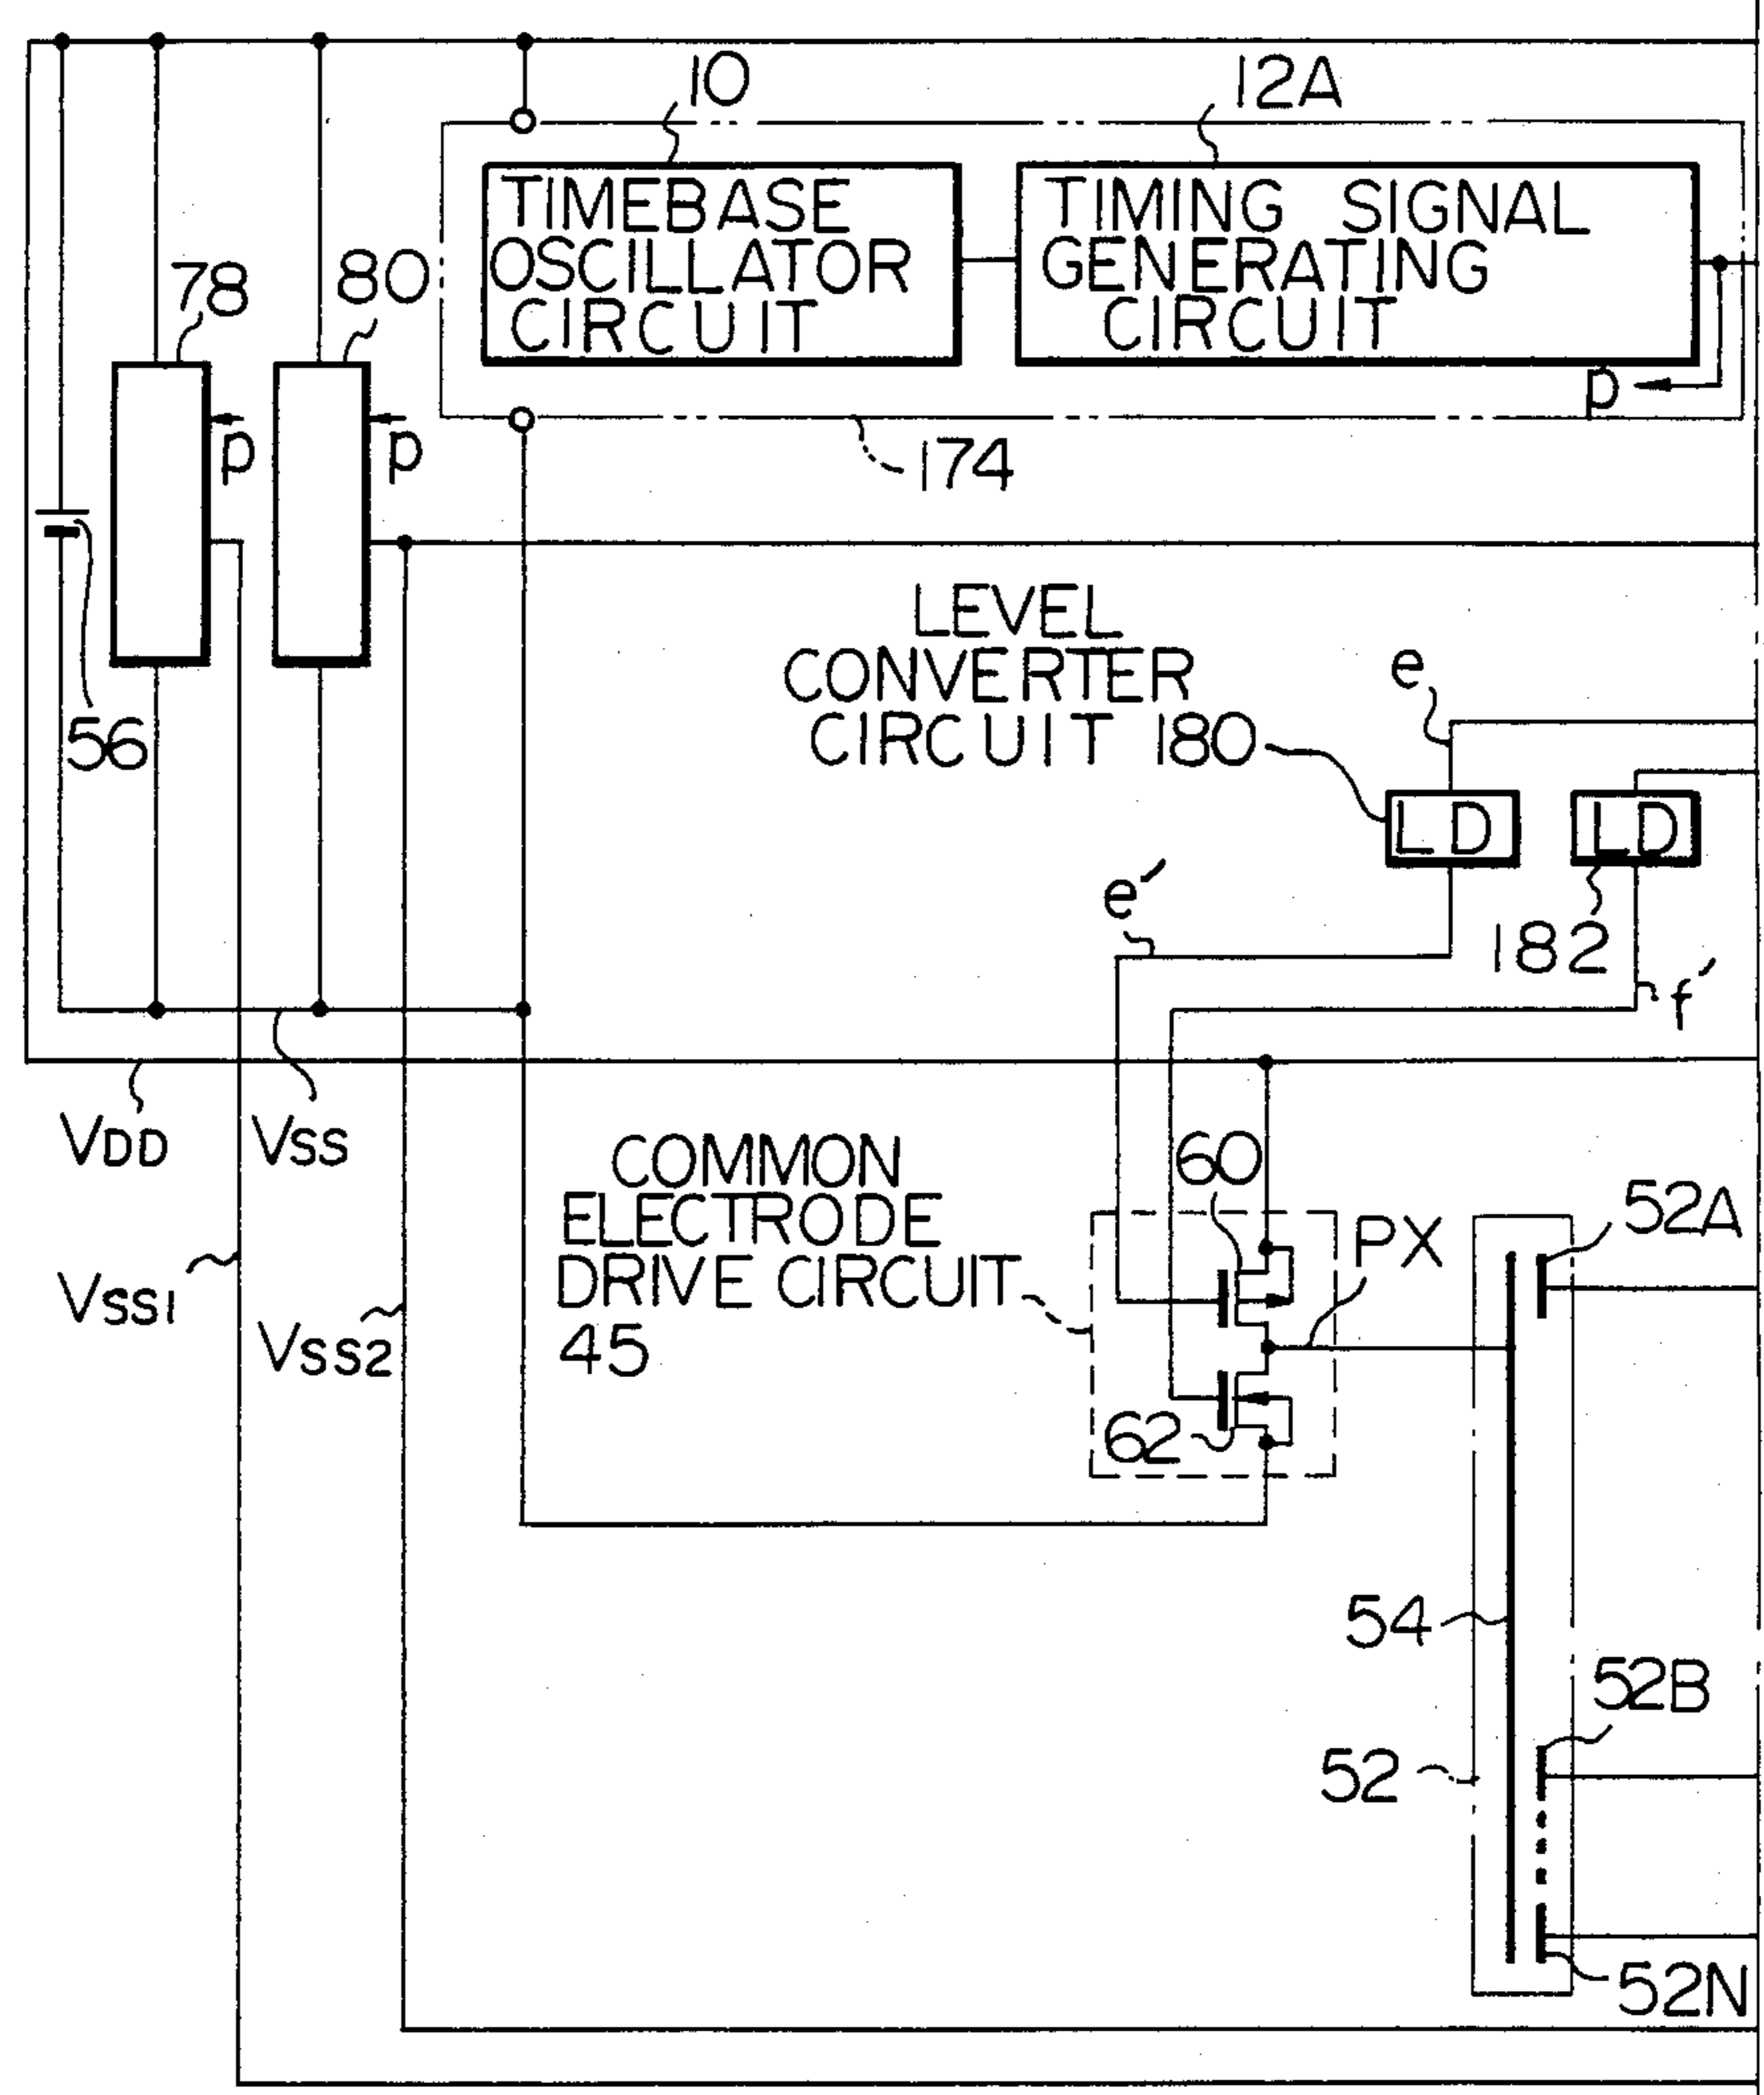 10
12A
TIMEBASE
OSCILLATOR
CIRCUIT
TIMING SIGNAL
GENERATING
CIRCUIT
78
80
p
p
p
174
56
LEVEL
CONVERTER
CIRCUIT 180
e
LD
LD
e'
182
f'
VDD
VSS
COMMON
ELECTRODE
DRIVE CIRCUIT
45
60
PX
52A
VSS1
VSS2
62
54
52B
52
52N